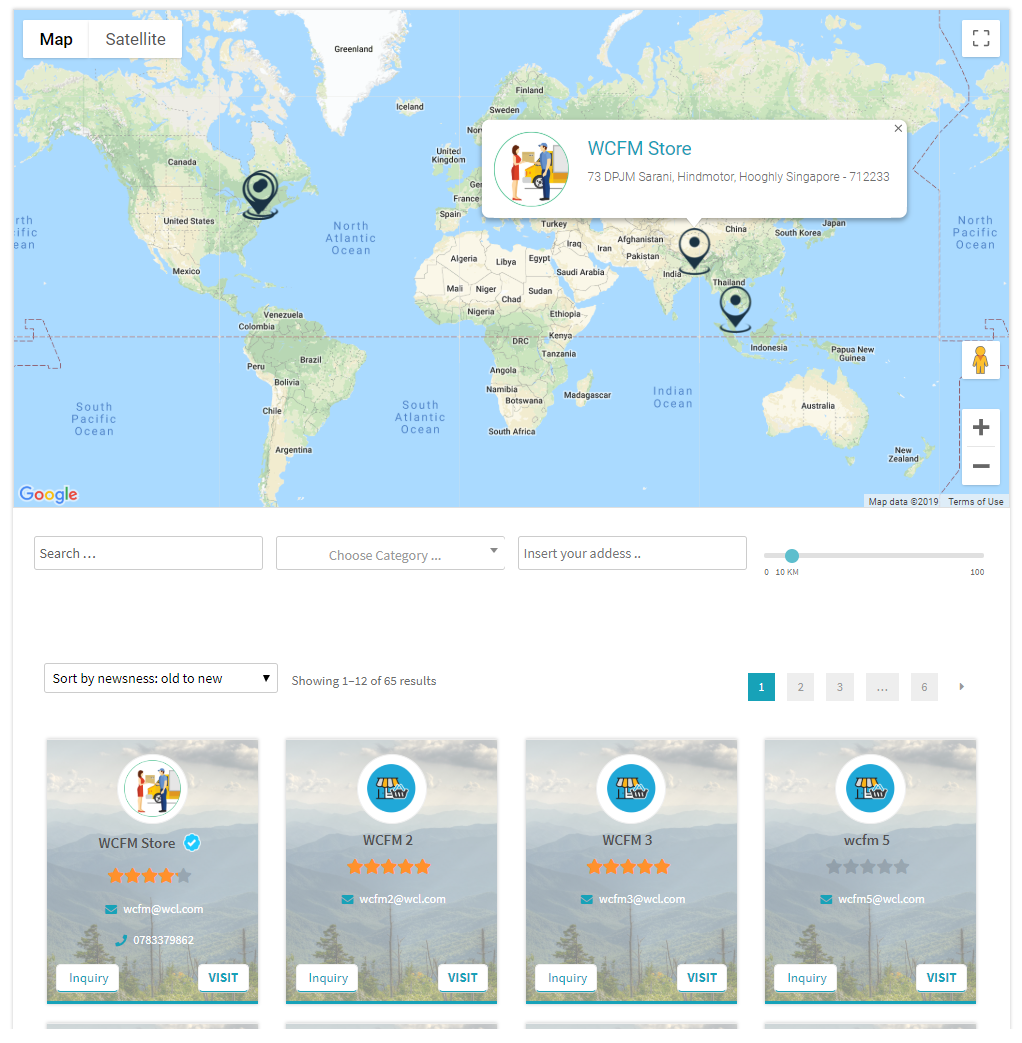 Map Satellite
Greenland
Finland
Iceland
Sweden
Nor
United
Kingdom
Canada
Ger
France
Spain
United States
North
Atlantic
Ocean
rth
ific
ean
Mexico
×
WCFM Store
73 DPJM Sarani, Hindmotor, Hooghly Singapore - 712233
Turkey
China
Japan
South Korea
North
Pacific
Ocean
Iraq
Iran
Afghanistan
Pakistan
Algeria
Libya
Egypt
Saudi Arabia
India
Thailand
Mali
Niger
Sudan
Chad
Nigeria
Ethiopia
Venezuela
Colombia
Kenya
DRC
Tanzania
Indonesia
Papua New
Guinea
Brazil
Peru
Bolivia
Angola
Namibia
Botswana
Madagascar
Indian
Ocean
South
Pacific
Ocean
Chile
South
Atlantic
Ocean
South Africa
Australia
Argentina
New
Zealand
Google
Map data ©2019 Terms of Use
Search …
Choose Category ...
Insert your addess ..
0 10 KM 100
Sort by newsness: old to new
Showing 1–12 of 65 results
1 2 3 … 6
WCFM Store
wcfm@wcl.com
0783379862
Inquiry VISIT
WCFM 2
wcfm2@wcl.com
Inquiry VISIT
WCFM 3
wcfm3@wcl.com
Inquiry VISIT
wcfm 5
wcfm5@wcl.com
Inquiry VISIT